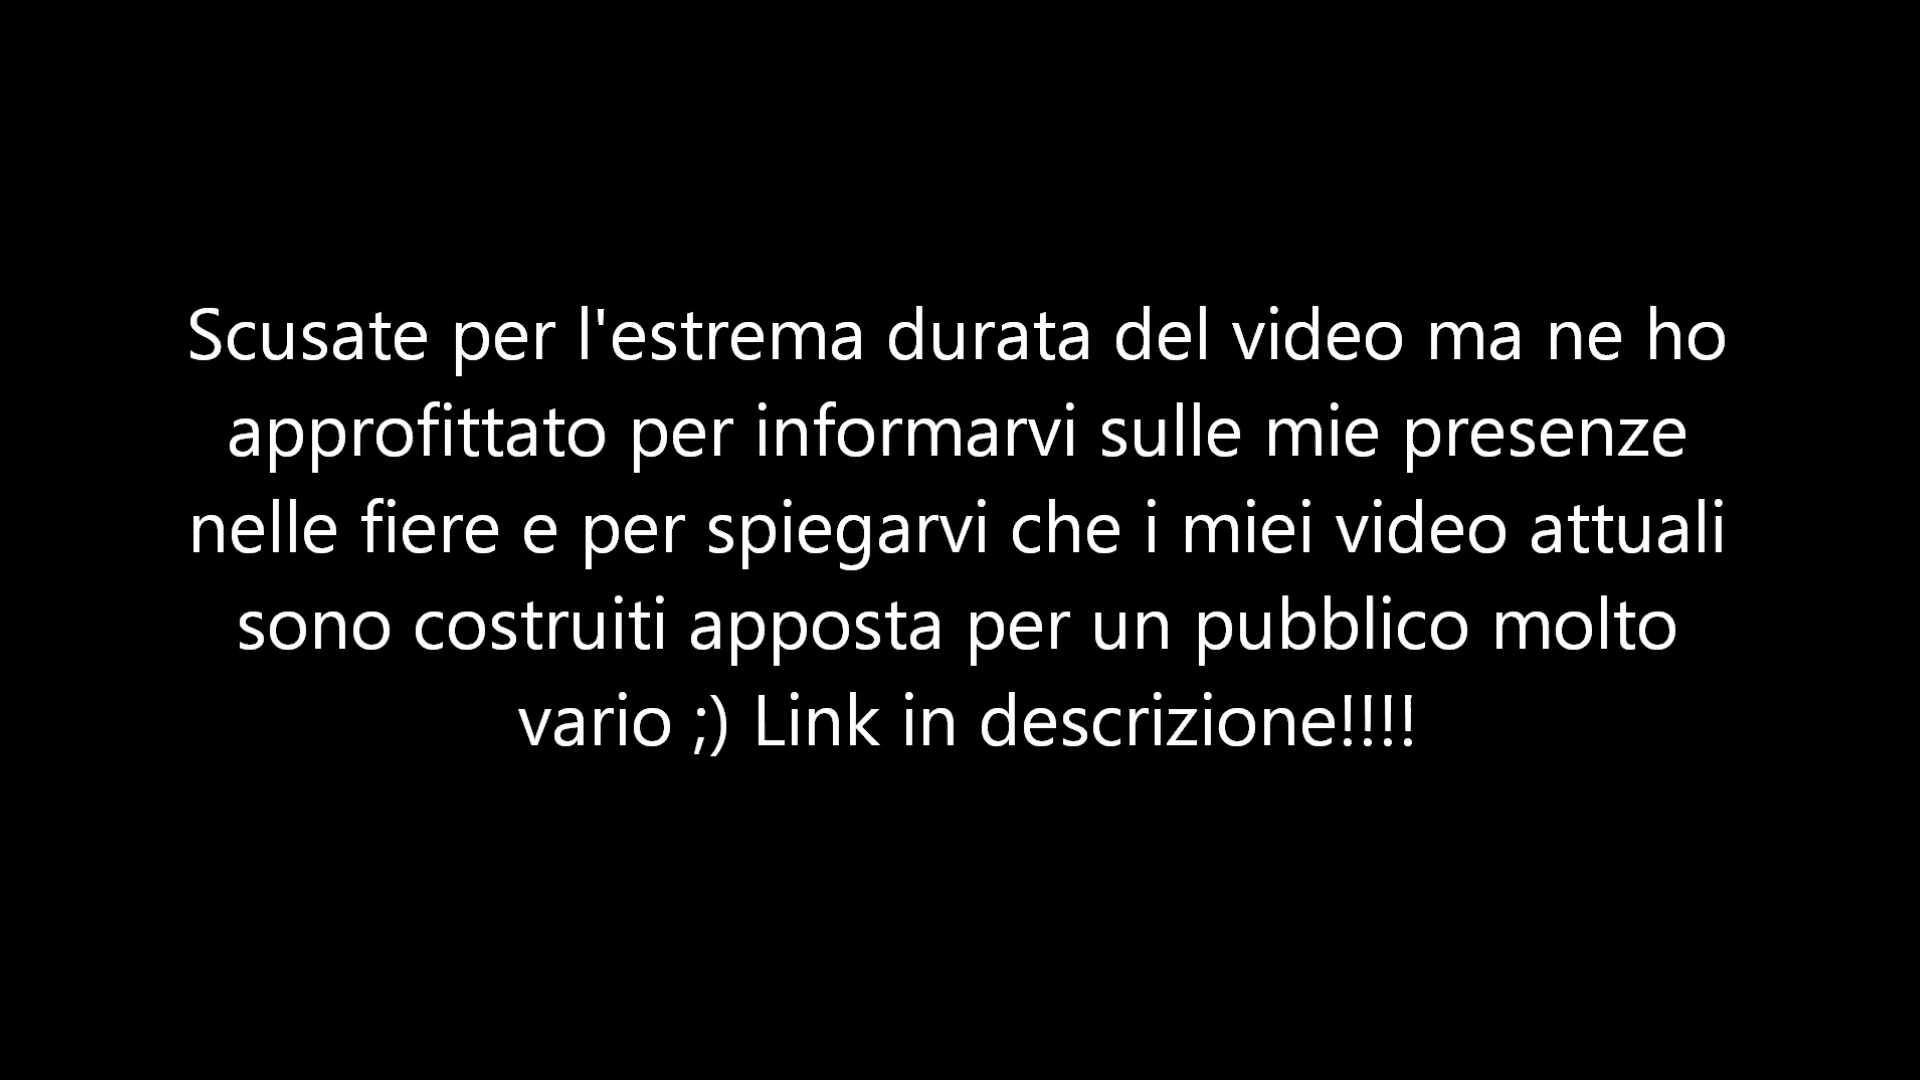 Scusate per l'estrema durata del video ma ne ho
approfittato per informarvi sulle mie presenze
nelle fiere e per spiegarvi che i miei video attuali
sono costruiti apposta per un pubblico molto
vario ;) Link in descrizione!!!!